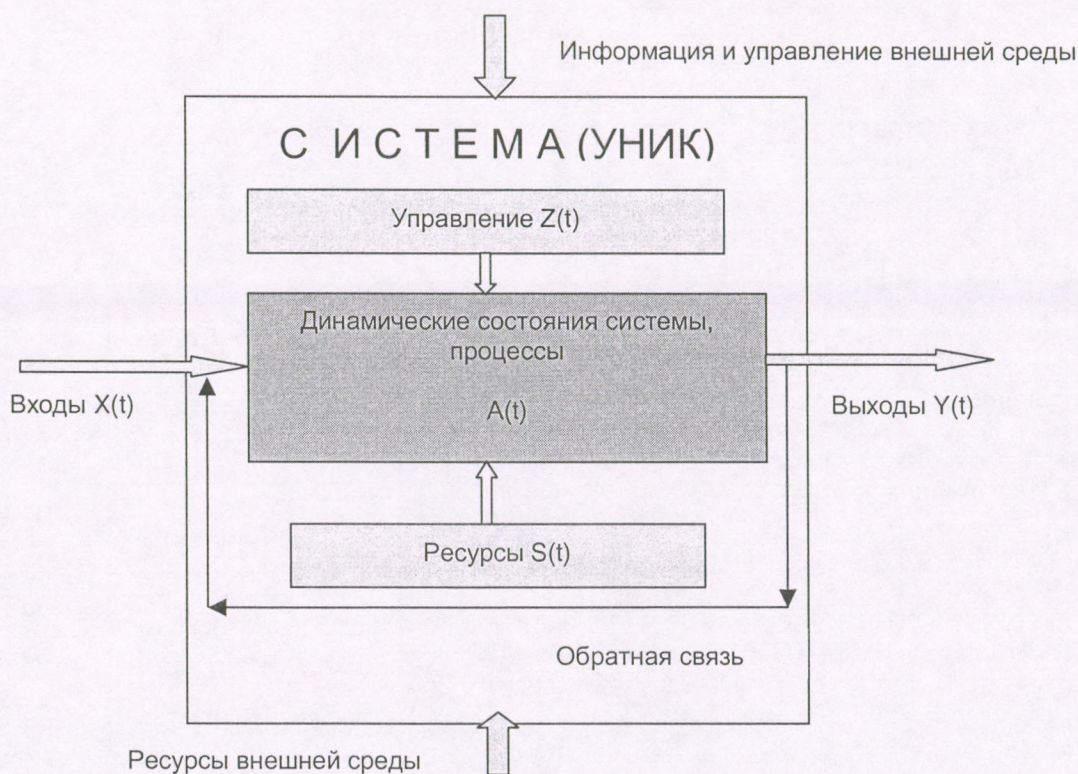 Информация и управление внешней среды
С И С Т Е М А (УНИК)
Управление Z(t)
Динамические состояния системы,
процессы
A(t)
Входы X(t)
Выходы Y(t)
Ресурсы S(t)
Обратная связь
Ресурсы внешней среды